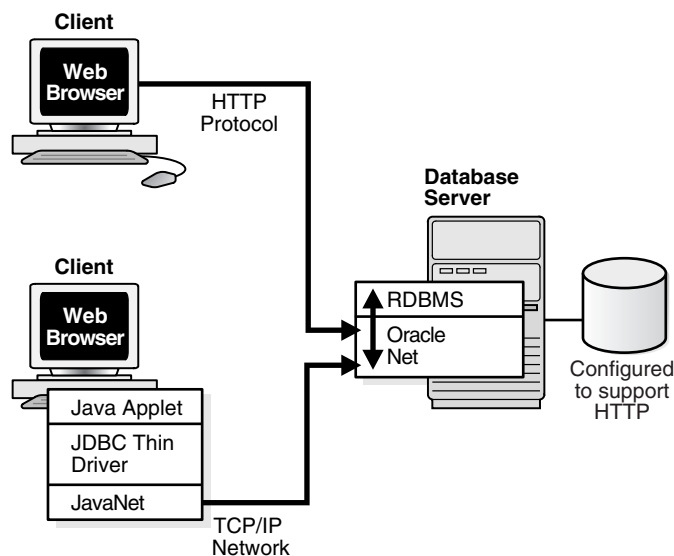 Client
Web
Browser
HTTP
Protocol
Database
Server
Client
Web
Browser
RDBMS
Oracle
Net
Configured
to support
HTTP
Java Applet
JDBC Thin
Driver
JavaNet
TCP/IP
Network